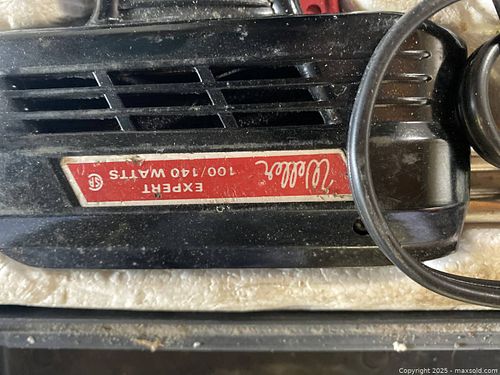 Weller
EXPERT
100/140 WATTS
Copyright 2025 - maxsold.com